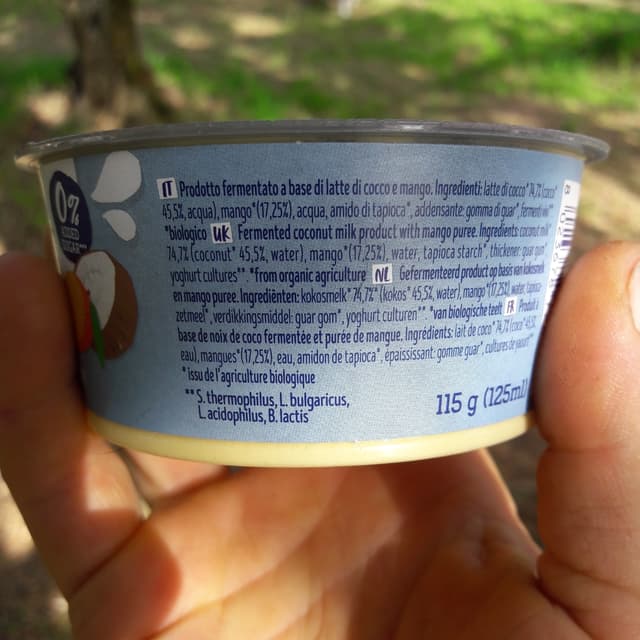 0%
ADDED
SUGAR***
IT Prodotto fermentato a base di latte di cocco e mango. Ingredienti: latte di cocco* 74,7% (cocco*
45,5%, acqua), mango*(17,25%), acqua, amido di tapioca*, addensante: gomma di guar*, fermenti vivi**
*biologico UK Fermented coconut milk product with mango puree. Ingredients: coconut milk*
74,7% (coconut* 45,5%, water), mango*(17,25%), water, tapioca starch*, thickener: guar gum*,
yoghurt cultures**. *from organic agriculture NL Gefermenteerd product op basis van kokosmelk
en mango puree. Ingrediënten: kokosmelk* 74,7%* (kokos* 45,5%, water), mango*(17,25%), water, tapioca-
zetmeel*, verdikkingsmiddel: guar gom*, yoghurt culturen**. *van biologische teelt FR Produit à
base de noix de coco fermentée et purée de mangue. Ingrédients: lait de coco* 74,7% (coco* 45,5%,
eau), mangues*(17,25%), eau, amidon de tapioca*, épaississant: gomme guar*, cultures de yaourt**
*issu de l'agriculture biologique
**S. thermophilus, L. bulgaricus,
L. acidophilus, B. lactis
115 g (125ml)